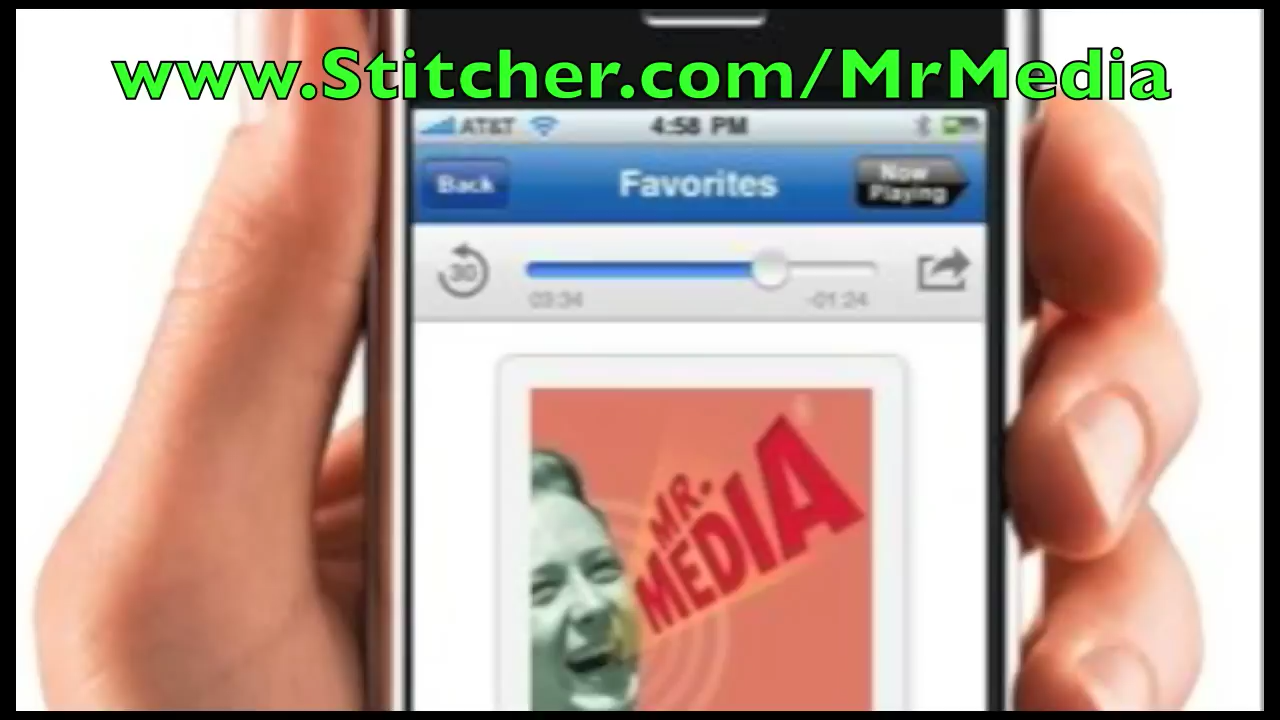 www.Stitcher.com/MrMedia
AT&T 4:58 PM
Back Favorites Now Playing
30
03:34 -01:24
MR.
MEDIA